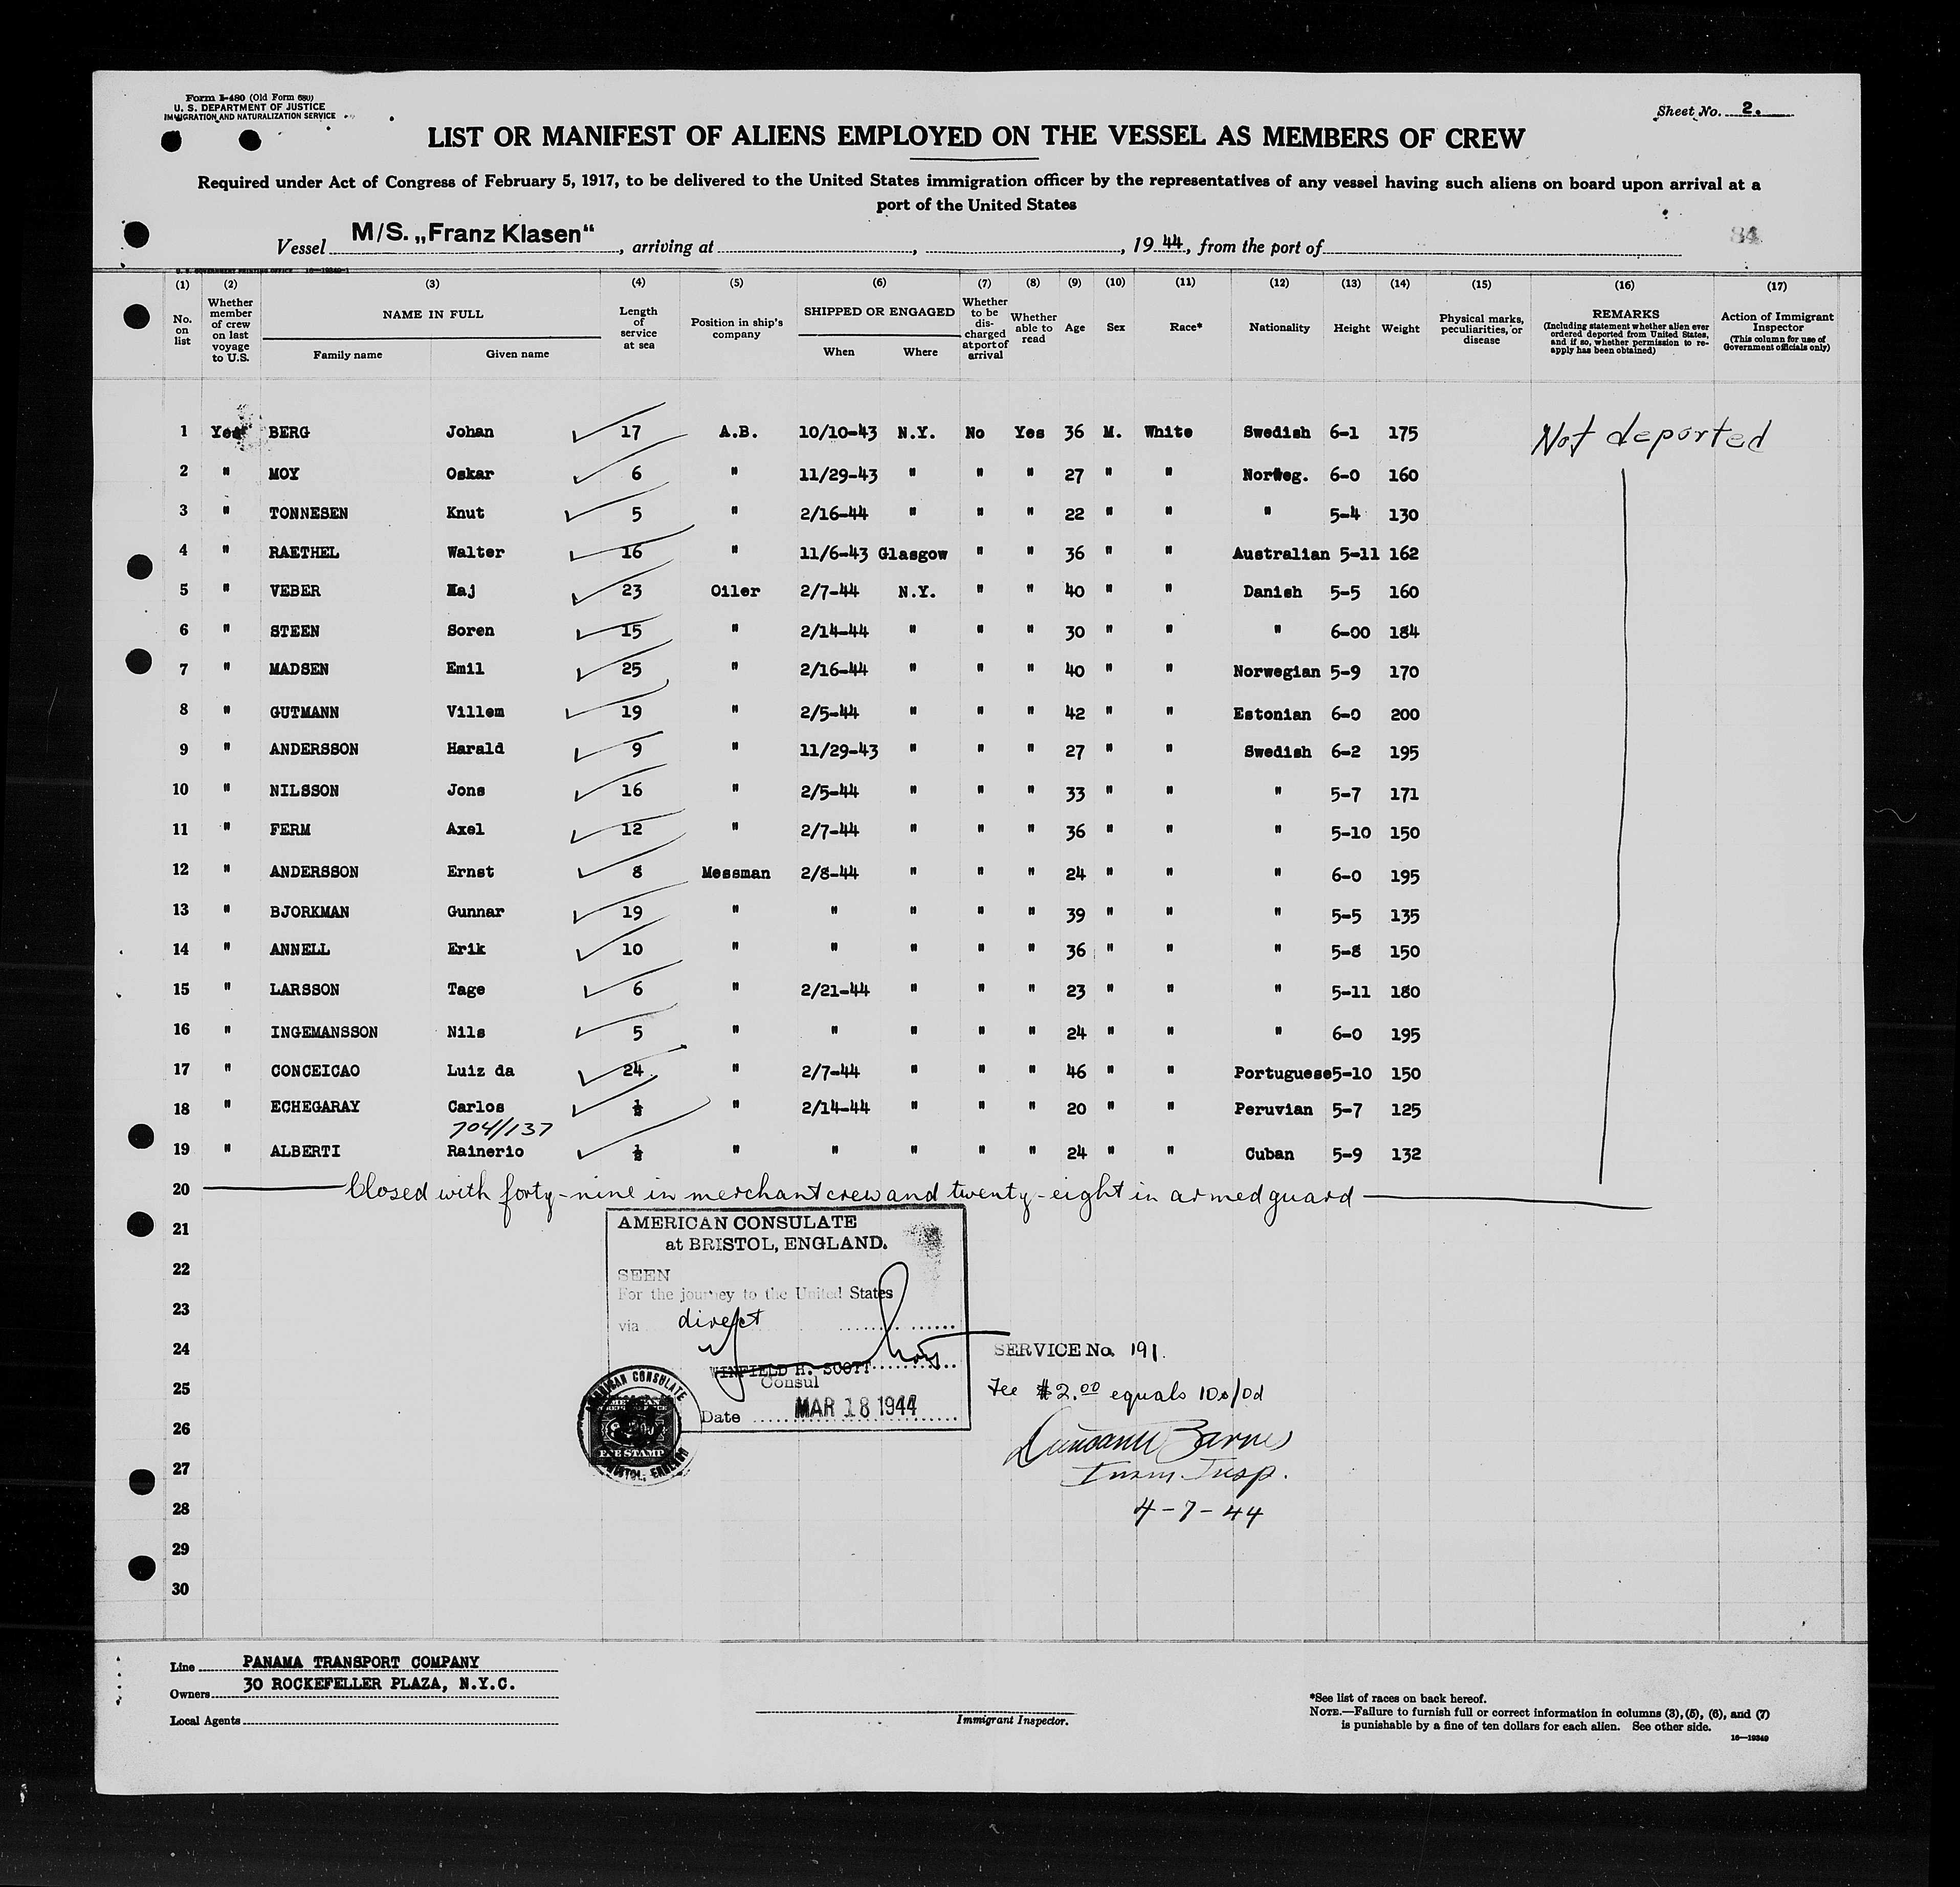 Form I-480 (Old Form 680)
U. S. DEPARTMENT OF JUSTICE
IMMIGRATION AND NATURALIZATION SERVICE
Sheet No. 2.
LIST OR MANIFEST OF ALIENS EMPLOYED ON THE VESSEL AS MEMBERS OF CREW
Required under Act of Congress of February 5, 1917, to be delivered to the United States immigration officer by the representatives of any vessel having such aliens on board upon arrival at a
port of the United States
Vessel M/S. „Franz Klasen“, arriving at , , 19 44, from the port of
84
U. S. GOVERNMENT PRINTING OFFICE 16—19349-1
(1) (2) (3) (4) (5) (6) (7) (8) (9) (10) (11) (12) (13) (14) (15) (16) (17)
No. on list
Whether member of crew on last voyage to U.S.
NAME IN FULL
Family name Given name
Length of service at sea
Position in ship's company
SHIPPED OR ENGAGED
When Where
Whether to be dis-charged at port of arrival
Whether able to read
Age Sex Race* Nationality Height Weight
Physical marks, peculiarities, or disease
REMARKS
(Including statement whether alien ever ordered deported from United States, and if so, whether permission to re-apply has been obtained)
Action of Immigrant Inspector
(This column for use of Government officials only)
1 Yes BERG Johan 17 A.B. 10/10-43 N.Y. No Yes 36 M. White Swedish 6-1 175 Not deported
2 " MOY Oskar 6 " 11/29-43 " " " 27 " " Norweg. 6-0 160
3 " TONNESEN Knut 5 " 2/16-44 " " " 22 " " " 5-4 130
4 " RAETHEL Walter 16 " 11/6-43 Glasgow " " 36 " " Australian 5-11 162
5 " VEBER Kaj 23 Oiler 2/7-44 N.Y. " " 40 " " Danish 5-5 160
6 " STEEN Soren 15 " 2/14-44 " " " 30 " " " 6-00 184
7 " MADSEN Emil 25 " 2/16-44 " " " 40 " " Norwegian 5-9 170
8 " GUTMANN Villem 19 " 2/5-44 " " " 42 " " Estonian 6-0 200
9 " ANDERSSON Harald 9 " 11/29-43 " " " 27 " " Swedish 6-2 195
10 " NILSSON Jons 16 " 2/5-44 " " " 33 " " " 5-7 171
11 " FERM Axel 12 " 2/7-44 " " " 36 " " " 5-10 150
12 " ANDERSSON Ernst 8 Messman 2/8-44 " " " 24 " " " 6-0 195
13 " BJORKMAN Gunnar 19 " " " " " 39 " " " 5-5 135
14 " ANNELL Erik 10 " " " " " 36 " " " 5-8 150
15 " LARSSON Tage 6 " 2/21-44 " " " 23 " " " 5-11 180
16 " INGEMANSSON Nils 5 " " " " " 24 " " " 6-0 195
17 " CONCEICAO Luiz da 24 " 2/7-44 " " " 46 " " Portuguese 5-10 150
18 " ECHEGARAY Carlos ½ " 2/14-44 " " " 20 " " Peruvian 5-7 125
704/137
19 " ALBERTI Rainerio ½ " " " " " 24 " " Cuban 5-9 132
20 Closed with forty-nine in merchant crew and twenty-eight in armed guard
21
22
23
24
25
26
27
28
29
30
AMERICAN CONSULATE
at BRISTOL, ENGLAND.
SEEN
For the journey to the United States
via direct
WINFIELD H. SCOTT
Consul
Date MAR 18 1944
AMERICAN CONSULATE
FEE STAMP
BRISTOL, ENGLAND
SERVICE No. 191.
Fee $2.00 equals 10s/0d
Barnes
Imm. Insp.
4-7-44
Line PANAMA TRANSPORT COMPANY
Owners 30 ROCKEFELLER PLAZA, N.Y.C.
Local Agents
Immigrant Inspector.
*See list of races on back hereof.
NOTE.—Failure to furnish full or correct information in columns (3), (5), (6), and (7)
is punishable by a fine of ten dollars for each alien. See other side.
16—19349